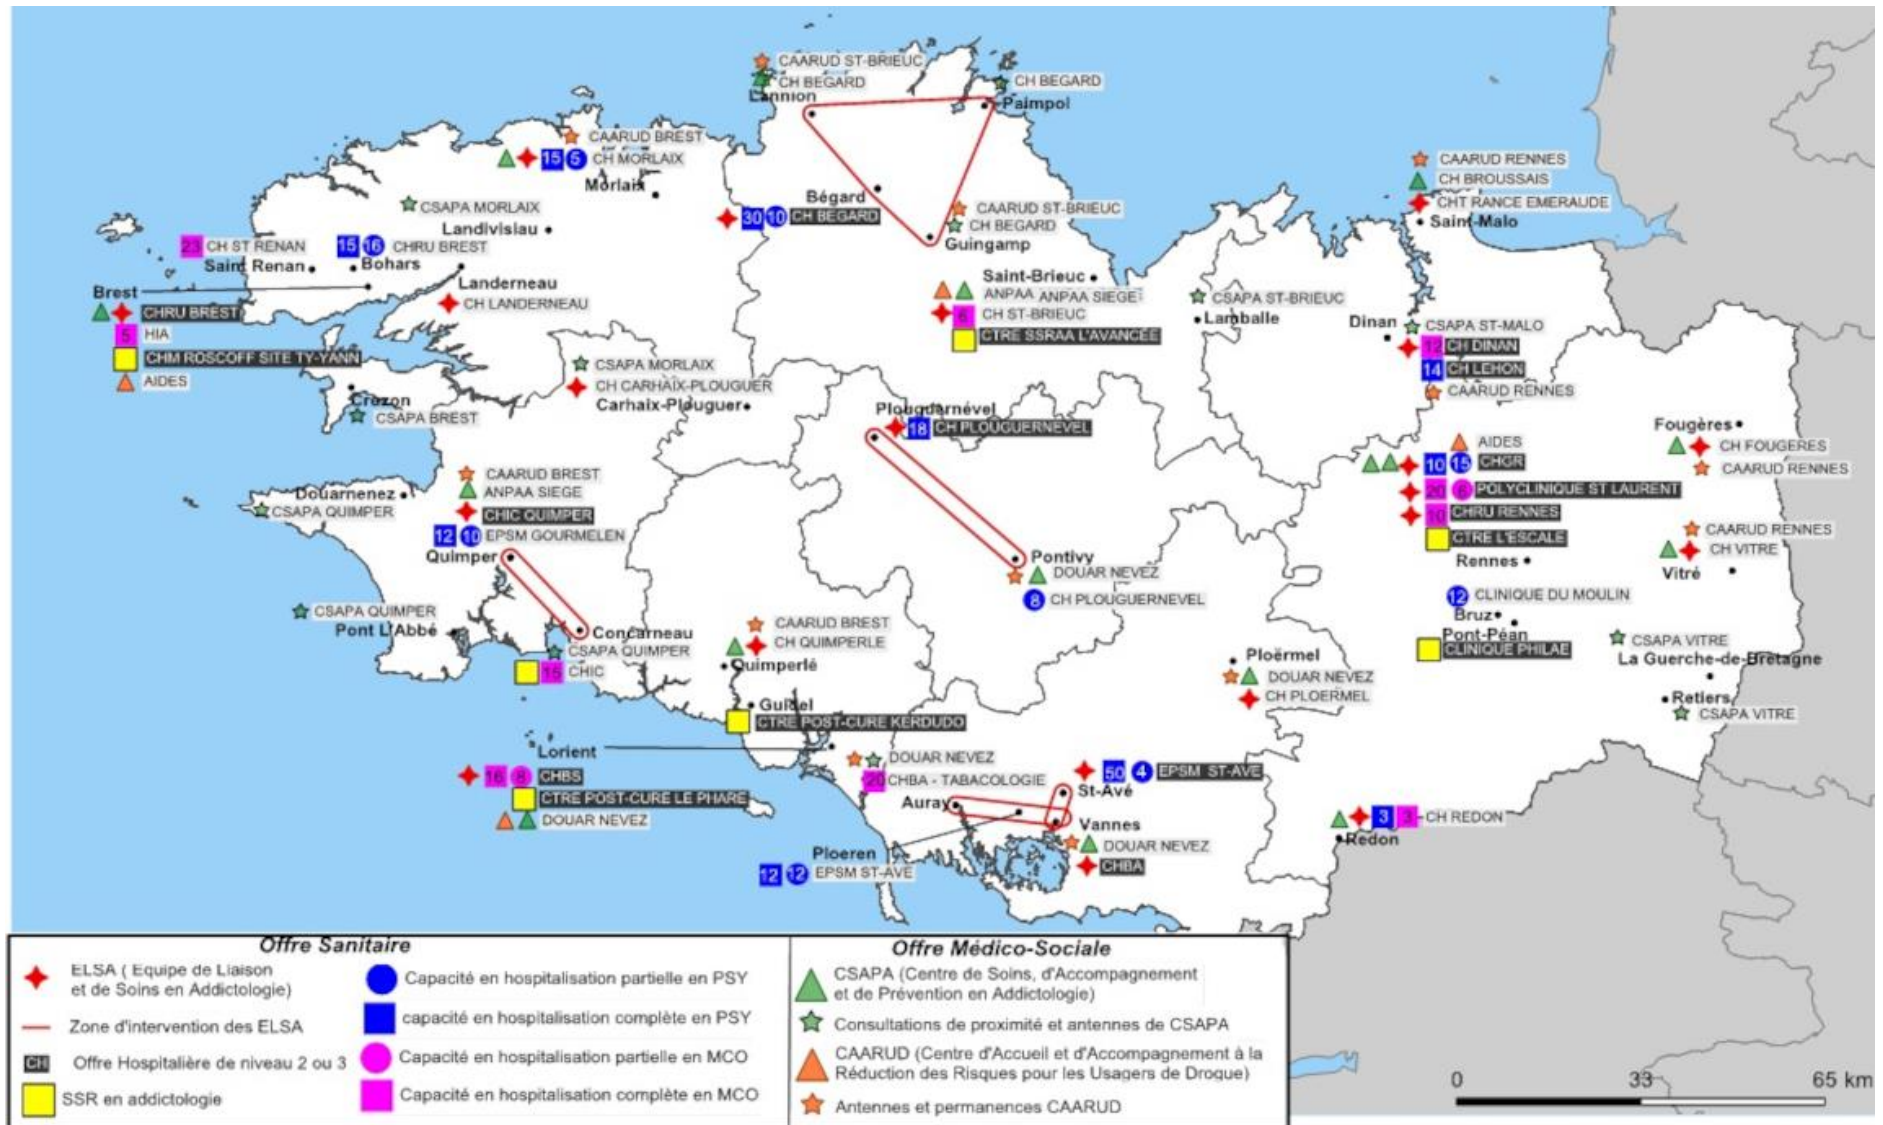 CAARUD ST-BRIEUC
CH BEGARD
Lannion
CH BEGARD
Paimpol
CAARUD BREST
15 5 CH MORLAIX
Morlaix
CSAPA MORLAIX
Landivisiau
23 CH ST RENAN
Saint Renan
15 16 CHRU BREST
Bohars
Landerneau
CH LANDERNEAU
Brest
CHRU BREST
5 HIA
CHM ROSCOFF SITE TY-YANN
AIDES
Crozon
CSAPA BREST
CSAPA MORLAIX
CH CARHAIX-PLOUGUER
Carhaix-Plouguer
Bégard
30 10 CH BEGARD
CAARUD ST-BRIEUC
CH BEGARD
Guingamp
Saint-Brieuc
ANPAA ANPAA SIEGE
6 CH ST-BRIEUC
CTRE SSRAA L'AVANCÉE
CSAPA ST-BRIEUC
Lamballe
CAARUD RENNES
CH BROUSSAIS
CHT RANCE EMERAUDE
Saint-Malo
Dinan
CSAPA ST-MALO
12 CH DINAN
14 CH LEHON
CAARUD RENNES
Plouguernével
18 CH PLOUGUERNEVEL
Fougères
CH FOUGERES
CAARUD RENNES
AIDES
10 15 CHGR
20 6 POLYCLINIQUE ST LAURENT
10 CHRU RENNES
CTRE L'ESCALE
Rennes
CAARUD RENNES
CH VITRE
Vitré
12 CLINIQUE DU MOULIN
Bruz
Pont-Péan
CLINIQUE PHILAE
CSAPA VITRE
La Guerche-de-Bretagne
Retiers
CSAPA VITRE
Douarnenez
CSAPA QUIMPER
CAARUD BREST
ANPAA SIEGE
CHIC QUIMPER
12 10 EPSM GOURMELEN
Quimper
CSAPA QUIMPER
Pont L'Abbé
Concarneau
CSAPA QUIMPER
15 CHIC
CAARUD BREST
CH QUIMPERLE
Quimperlé
Guidel
CTRE POST-CURE KERDUDO
Pontivy
DOUAR NEVEZ
8 CH PLOUGUERNEVEL
Ploërmel
DOUAR NEVEZ
CH PLOERMEL
Lorient
16 8 CHBS
CTRE POST-CURE LE PHARE
DOUAR NEVEZ
DOUAR NEVEZ
20 CHBA - TABACOLOGIE
Auray
50 4 EPSM ST-AVE
St-Avé
Vannes
DOUAR NEVEZ
CHBA
Ploeren
12 12 EPSM ST-AVE
3 3 CH REDON
Redon
Offre Sanitaire
ELSA ( Equipe de Liaison
et de Soins en Addictologie)
Zone d'intervention des ELSA
CH Offre Hospitalière de niveau 2 ou 3
SSR en addictologie
Capacité en hospitalisation partielle en PSY
capacité en hospitalisation complète en PSY
Capacité en hospitalisation partielle en MCO
Capacité en hospitalisation complète en MCO
Offre Médico-Sociale
CSAPA (Centre de Soins, d'Accompagnement
et de Prévention en Addictologie)
Consultations de proximité et antennes de CSAPA
CAARUD (Centre d'Accueil et d'Accompagnement à la
Réduction des Risques pour les Usagers de Drogue)
Antennes et permanences CAARUD
0 33 65 km